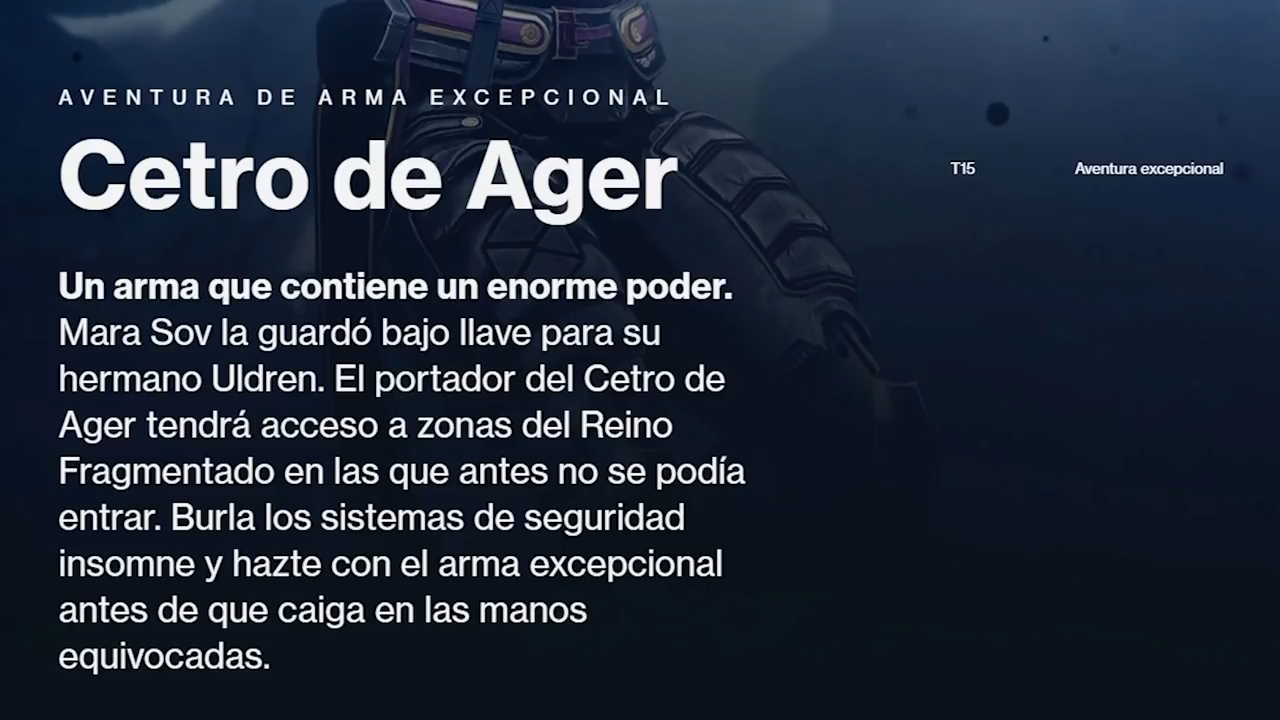 AVENTURA DE ARMA EXCEPCIONAL
Cetro de Ager
T15
Aventura excepcional
Un arma que contiene un enorme poder.
Mara Sov la guardó bajo llave para su
hermano Uldren. El portador del Cetro de
Ager tendrá acceso a zonas del Reino
Fragmentado en las que antes no se podía
entrar. Burla los sistemas de seguridad
insomne y hazte con el arma excepcional
antes de que caiga en las manos
equivocadas.